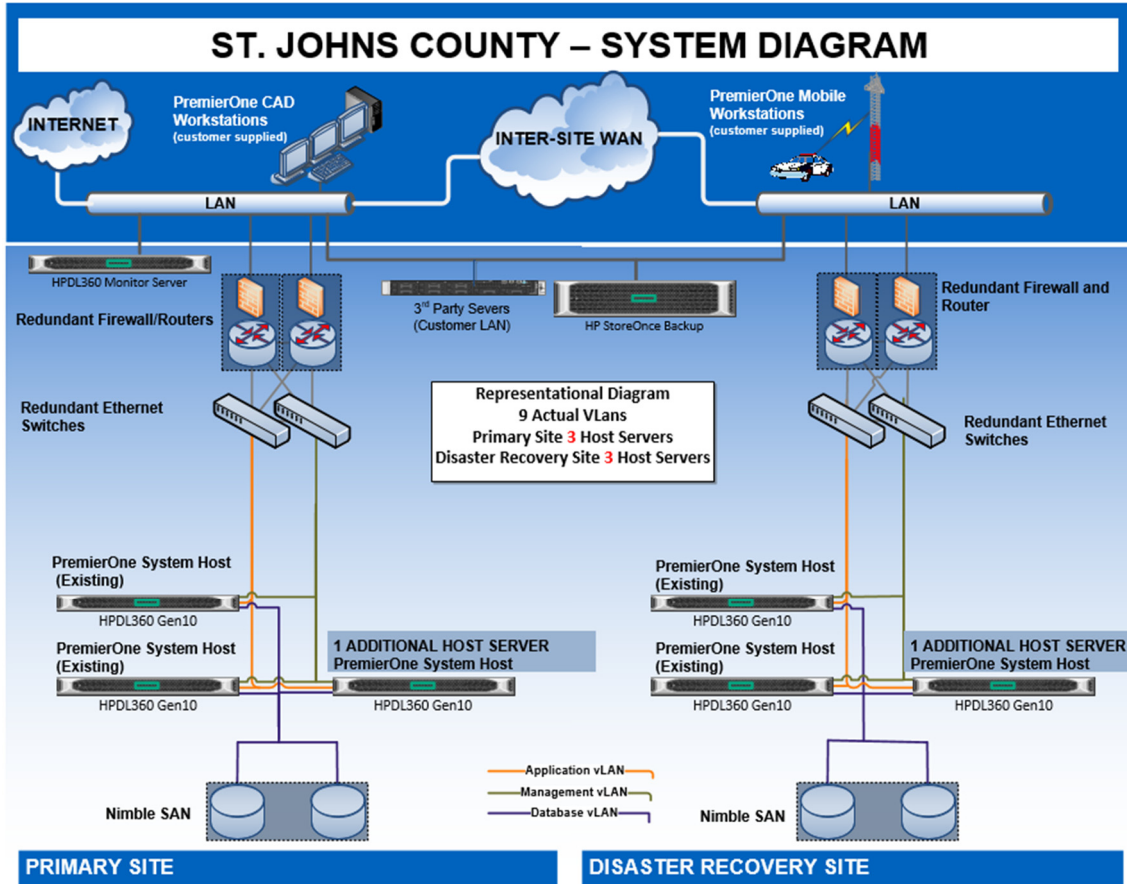 ST. JOHNS COUNTY – SYSTEM DIAGRAM
INTERNET
PremierOne CAD
Workstations
(customer supplied)
INTER-SITE WAN
PremierOne Mobile
Workstations
(customer supplied)
LAN
LAN
HPDL360 Monitor Server
3rd Party Severs
(Customer LAN)
HP StoreOnce Backup
Redundant Firewall/Routers
Redundant Firewall and
Router
Redundant Ethernet
Switches
Representational Diagram
9 Actual VLans
Primary Site 3 Host Servers
Disaster Recovery Site 3 Host Servers
Redundant Ethernet
Switches
PremierOne System Host
(Existing)
HPDL360 Gen10
PremierOne System Host
(Existing)
HPDL360 Gen10
1 ADDITIONAL HOST SERVER
PremierOne System Host
HPDL360 Gen10
PremierOne System Host
(Existing)
HPDL360 Gen10
PremierOne System Host
(Existing)
HPDL360 Gen10
1 ADDITIONAL HOST SERVER
PremierOne System Host
HPDL360 Gen10
Nimble SAN
Application vLAN
Management vLAN
Database vLAN
Nimble SAN
PRIMARY SITE
DISASTER RECOVERY SITE